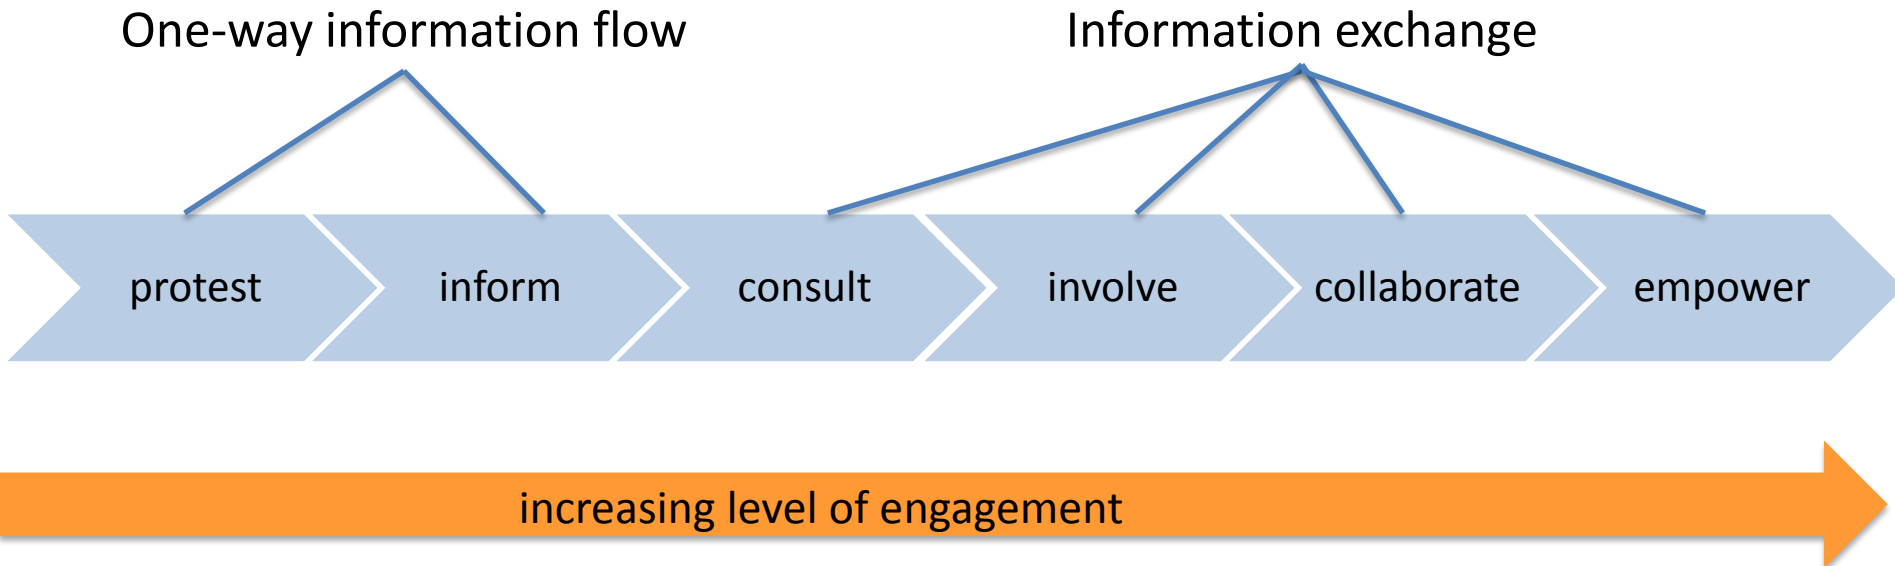 One-way information flow
Information exchange
protest
inform
consult
involve
collaborate
empower
increasing level of engagement